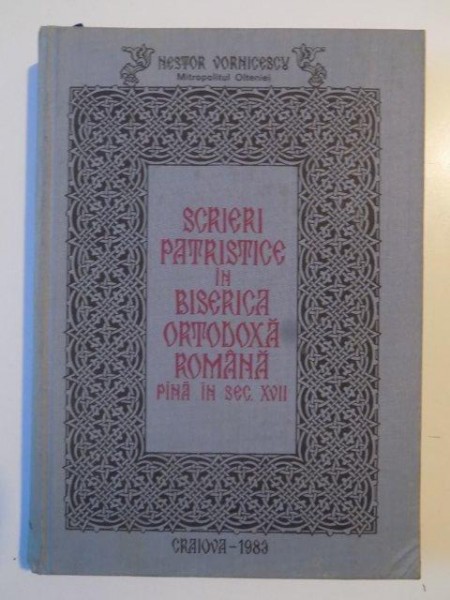 NESTOR VORNICESCU
Mitropolitul Olteniei
SCRIERI
PATRISTICE
ÎN
BISERICA
ORTODOXĂ
ROMÂNĂ
PÎNĂ ÎN SEC. XVII
CRAIOVA-1983